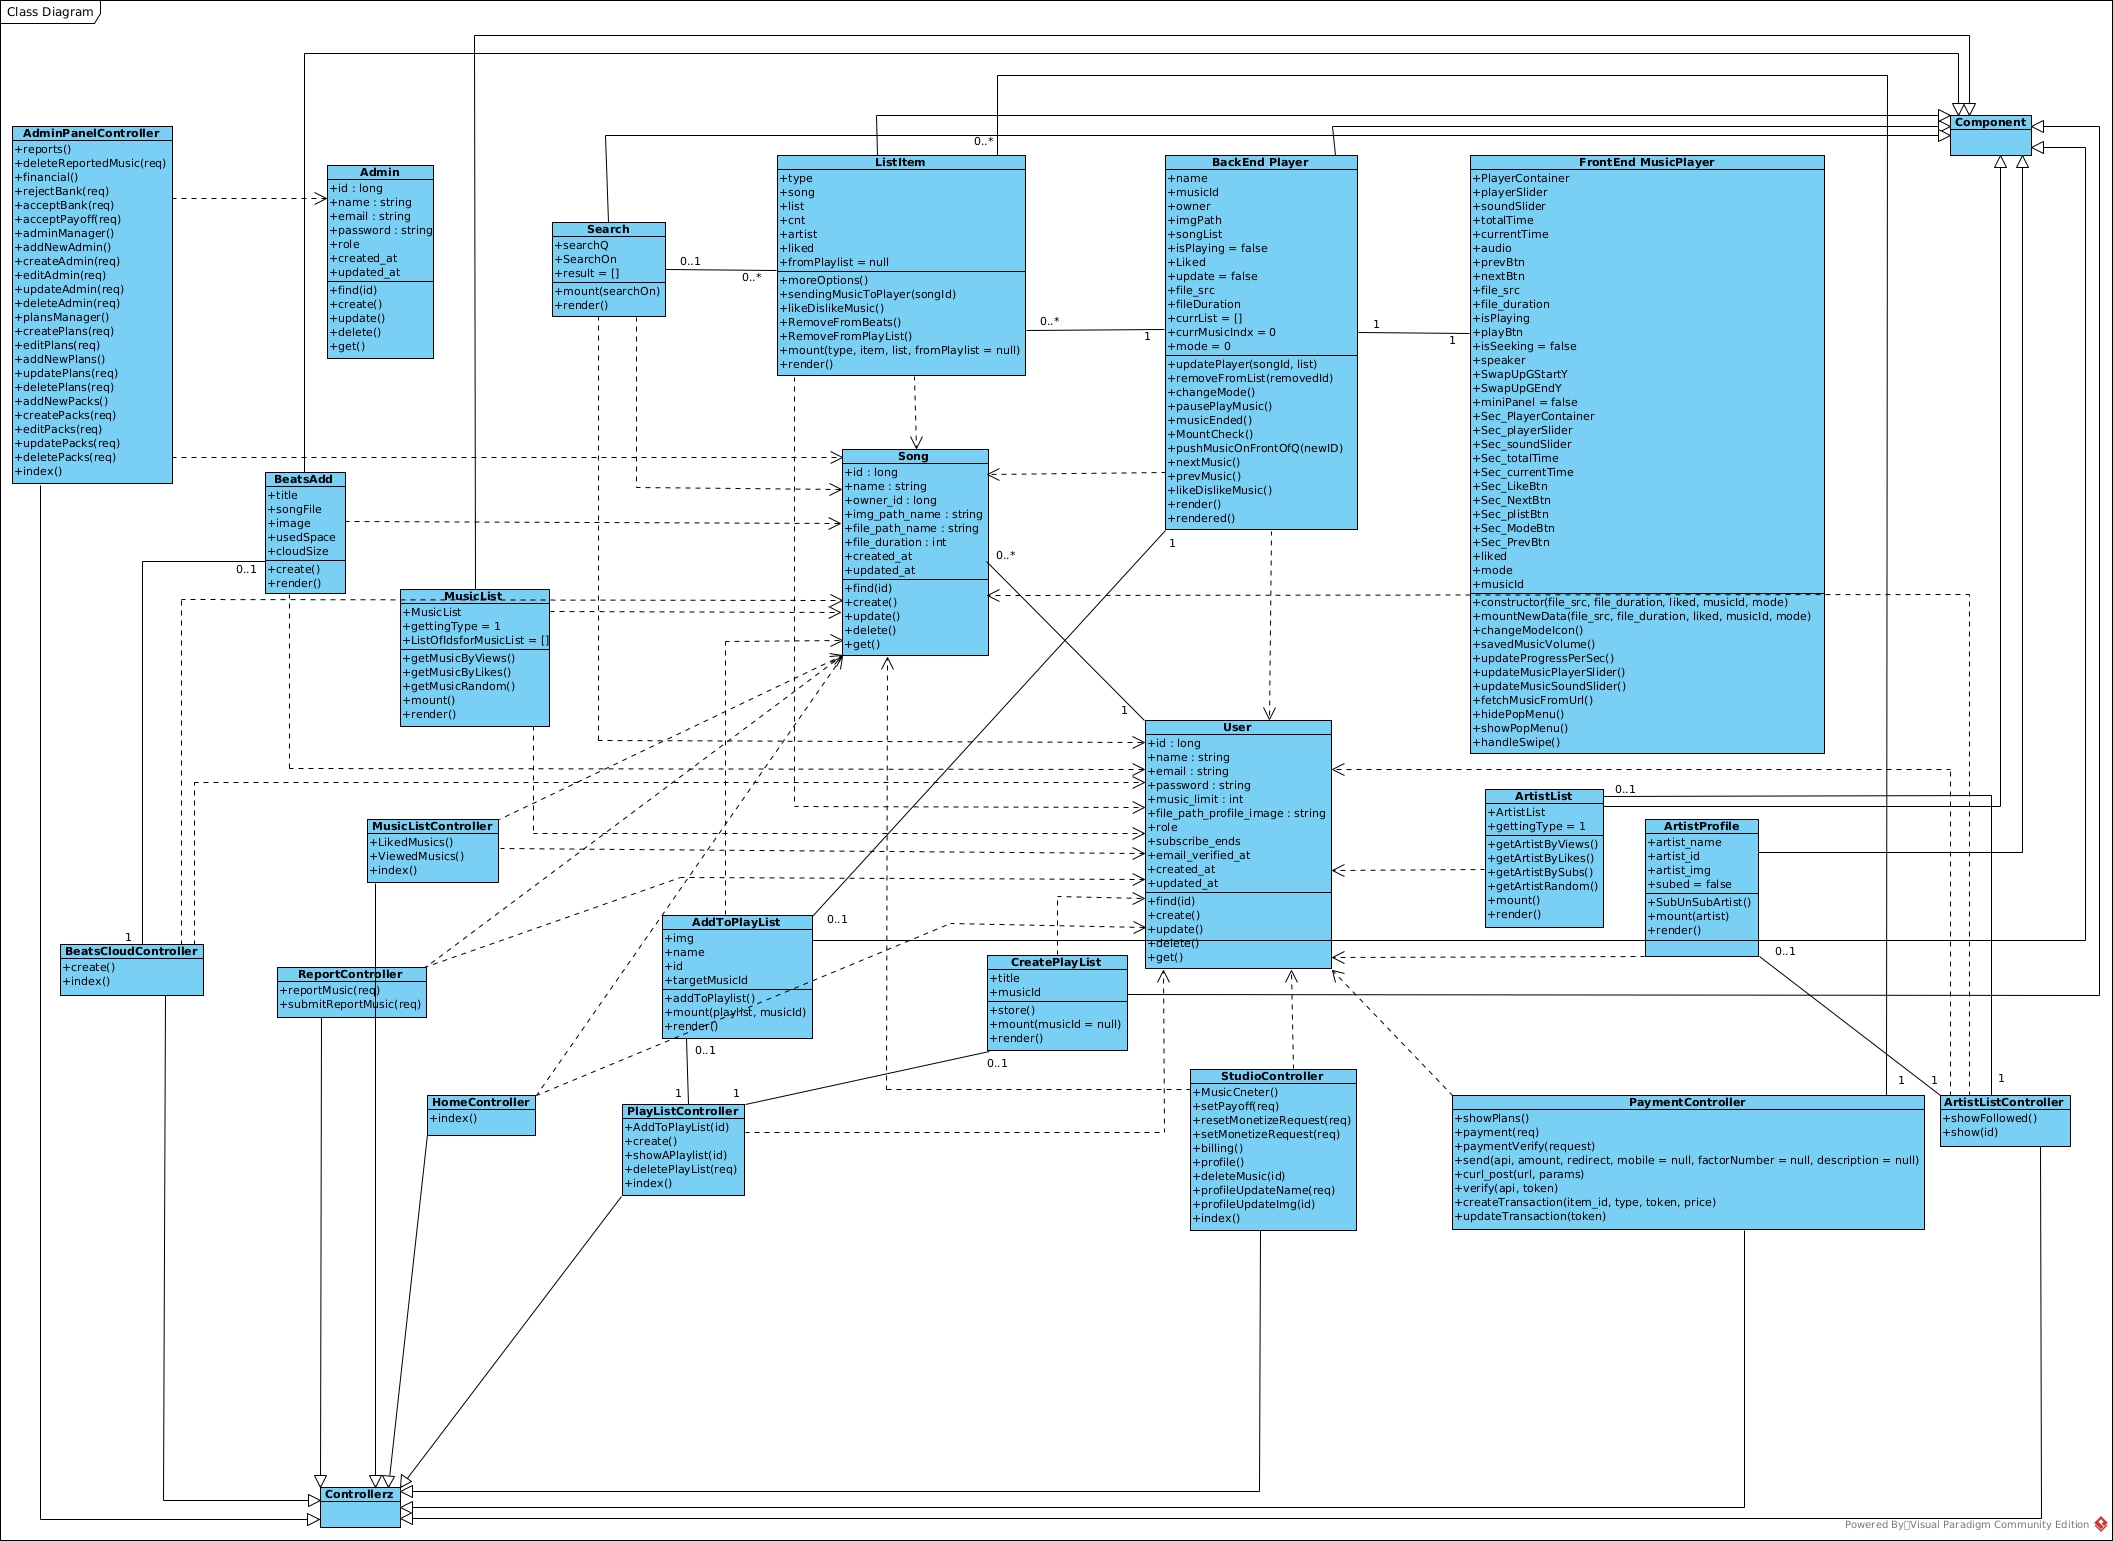 Class Diagram
AdminPanelController
+reports()
+deleteReportedMusic(req)
+financial()
+rejectBank(req)
+acceptBank(req)
+acceptPayoff(req)
+adminManager()
+addNewAdmin()
+createAdmin(req)
+editAdmin(req)
+updateAdmin(req)
+deleteAdmin(req)
+plansManager()
+createPlans(req)
+editPlans(req)
+addNewPlans()
+updatePlans(req)
+deletePlans(req)
+addNewPacks()
+createPacks(req)
+editPacks(req)
+updatePacks(req)
+deletePacks(req)
+index()
Admin
+id : long
+name : string
+email : string
+password : string
+role
+created_at
+updated_at
+find(id)
+create()
+update()
+delete()
+get()
Search
+searchQ
+SearchOn
+result = []
+mount(searchOn)
+render()
0..1
0..*
ListItem
+type
+song
+list
+cnt
+artist
+liked
+fromPlaylist = null
+moreOptions()
+sendingMusicToPlayer(songId)
+likeDislikeMusic()
+RemoveFromBeats()
+RemoveFromPlayList()
+mount(type, item, list, fromPlaylist = null)
+render()
0..*
0..*
1
BackEnd Player
+name
+musicId
+owner
+imgPath
+songList
+isPlaying = false
+Liked
+update = false
+file_src
+fileDuration
+currList = []
+currMusicIndx = 0
+mode = 0
+updatePlayer(songId, list)
+removeFromList(removedId)
+changeMode()
+pausePlayMusic()
+musicEnded()
+MountCheck()
+pushMusicOnFrontOfQ(newID)
+nextMusic()
+prevMusic()
+likeDislikeMusic()
+render()
+rendered()
1
1
1
FrontEnd MusicPlayer
+PlayerContainer
+playerSlider
+soundSlider
+totalTime
+currentTime
+audio
+prevBtn
+nextBtn
+file_src
+file_duration
+isPlaying
+playBtn
+isSeeking = false
+speaker
+SwapUpGStartY
+SwapUpGEndY
+miniPanel = false
+Sec_PlayerContainer
+Sec_playerSlider
+Sec_soundSlider
+Sec_totalTime
+Sec_currentTime
+Sec_LikeBtn
+Sec_NextBtn
+Sec_plistBtn
+Sec_ModeBtn
+Sec_PrevBtn
+liked
+mode
+musicId
+constructor(file_src, file_duration, liked, musicId, mode)
+mountNewData(file_src, file_duration, liked, musicId, mode)
+changeModeIcon()
+savedMusicVolume()
+updateProgressPerSec()
+updateMusicPlayerSlider()
+updateMusicSoundSlider()
+fetchMusicFromUrl()
+hidePopMenu()
+showPopMenu()
+handleSwipe()
Component
BeatsAdd
+title
+songFile
+image
+usedSpace
+cloudSize
+create()
+render()
0..1
MusicList
+MusicList
+gettingType = 1
+ListOfIdsforMusicList = []
+getMusicByViews()
+getMusicByLikes()
+getMusicRandom()
+mount()
+render()
Song
+id : long
+name : string
+owner_id : long
+img_path_name : string
+file_path_name : string
+file_duration : int
+created_at
+updated_at
+find(id)
+create()
+update()
+delete()
+get()
0..*
1
User
+id : long
+name : string
+email : string
+password : string
+music_limit : int
+file_path_profile_image : string
+role
+subscribe_ends
+email_verified_at
+created_at
+updated_at
+find(id)
+create()
+update()
+delete()
+get()
ArtistList
+ArtistList
+gettingType = 1
+getArtistByViews()
+getArtistByLikes()
+getArtistBySubs()
+getArtistRandom()
+mount()
+render()
0..1
ArtistProfile
+artist_name
+artist_id
+artist_img
+subed = false
+SubUnSubArtist()
+mount(artist)
+render()
0..1
MusicListController
+LikedMusics()
+ViewedMusics()
+index()
1
BeatsCloudController
+create()
+index()
ReportController
+reportMusic(req)
+submitReportMusic(req)
0..1
AddToPlayList
+img
+name
+id
+targetMusicId
+addToPlaylist()
+mount(playlist, musicId)
+render()
0..1
CreatePlayList
+title
+musicId
+store()
+mount(musicId = null)
+render()
0..1
HomeController
+index()
1
1
PlayListController
+AddToPlayList(id)
+create()
+showAPlaylist(id)
+deletePlayList(req)
+index()
StudioController
+MusicCneter()
+setPayoff(req)
+resetMonetizeRequest(req)
+setMonetizeRequest(req)
+billing()
+profile()
+deleteMusic(id)
+profileUpdateName(req)
+profileUpdateImg(id)
+index()
1
PaymentController
+showPlans()
+payment(req)
+paymentVerify(request)
+send(api, amount, redirect, mobile = null, factorNumber = null, description = null)
+curl_post(url, params)
+verify(api, token)
+createTransaction(item_id, type, token, price)
+updateTransaction(token)
1
1
ArtistListController
+showFollowed()
+show(id)
Controllerz
Powered By Visual Paradigm Community Edition